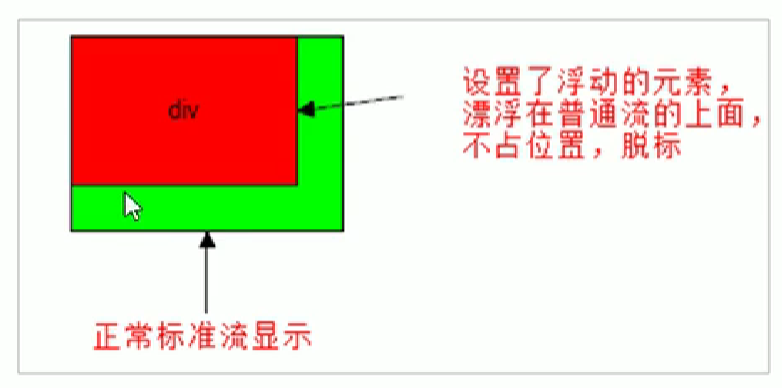 div
设置了浮动的元素，
漂浮在普通流的上面，
不占位置，脱标
正常标准流显示